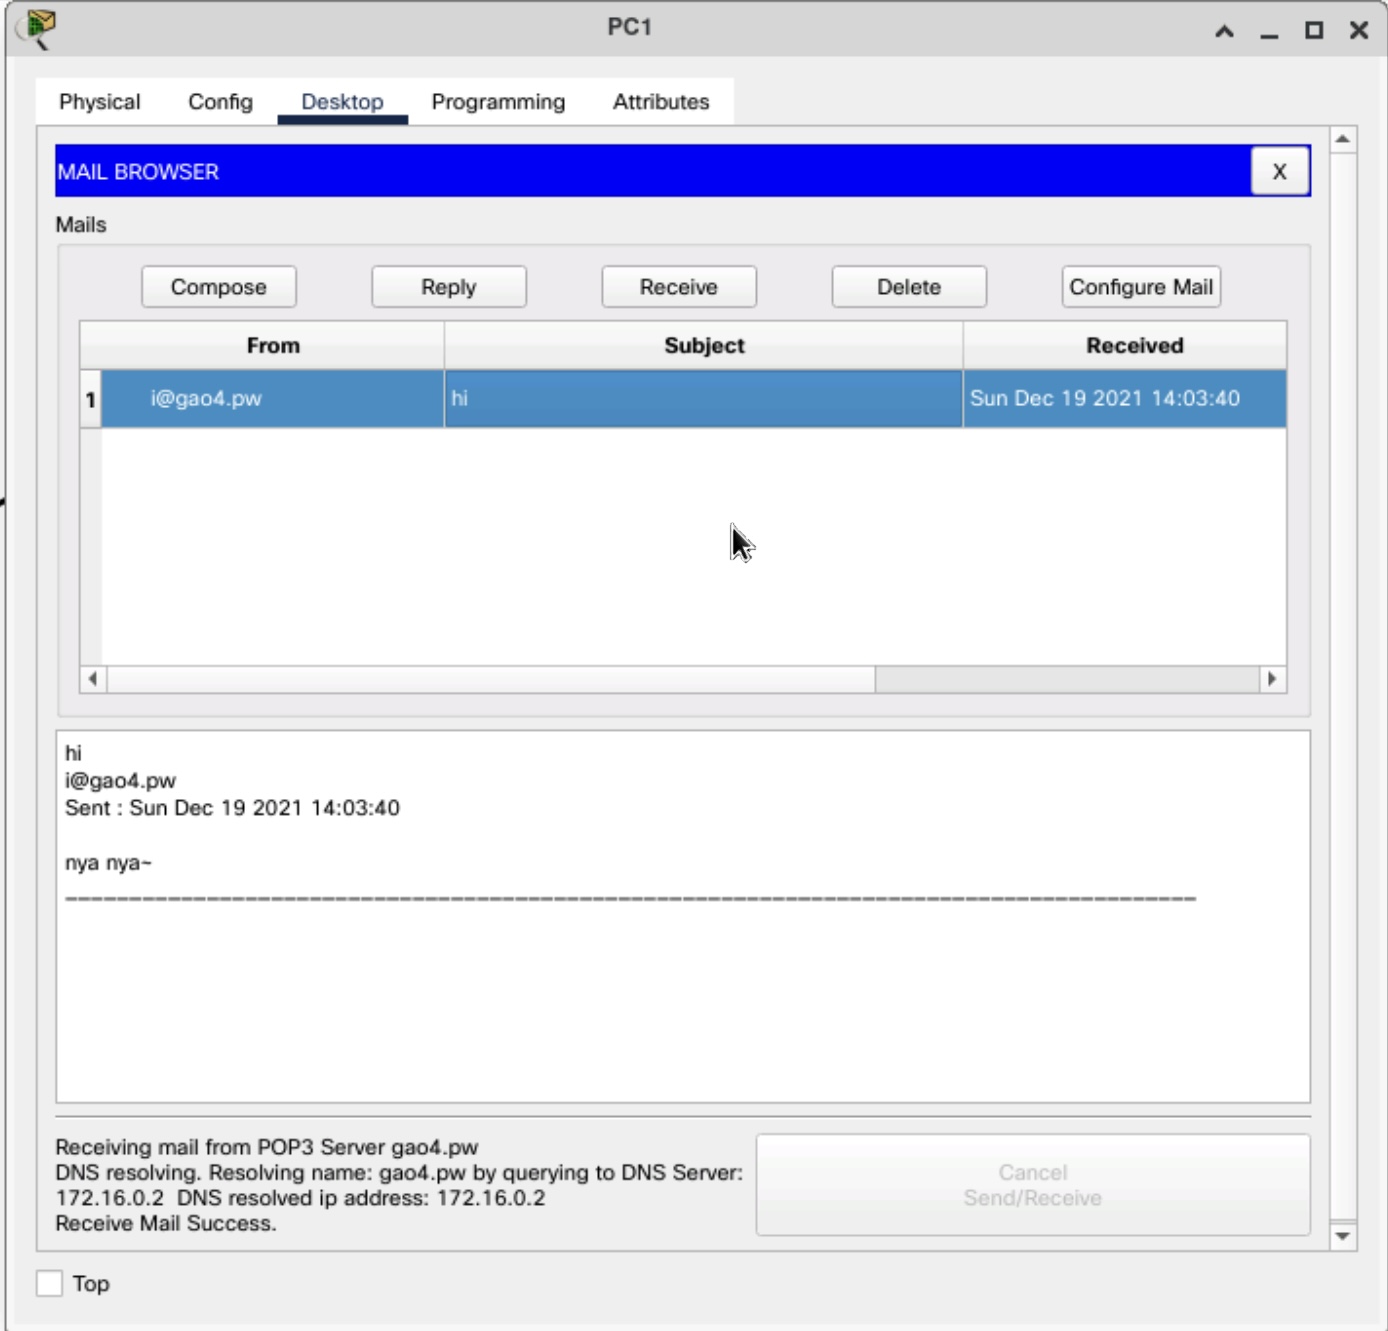 PC1
Physical Config Desktop Programming Attributes
MAIL BROWSER X
Mails
Compose Reply Receive Delete Configure Mail
From Subject Received
1 i@gao4.pw hi Sun Dec 19 2021 14:03:40
hi
i@gao4.pw
Sent : Sun Dec 19 2021 14:03:40
nya nya~
Receiving mail from POP3 Server gao4.pw
DNS resolving. Resolving name: gao4.pw by querying to DNS Server:
172.16.0.2  DNS resolved ip address: 172.16.0.2
Receive Mail Success.
Cancel
Send/Receive
Top